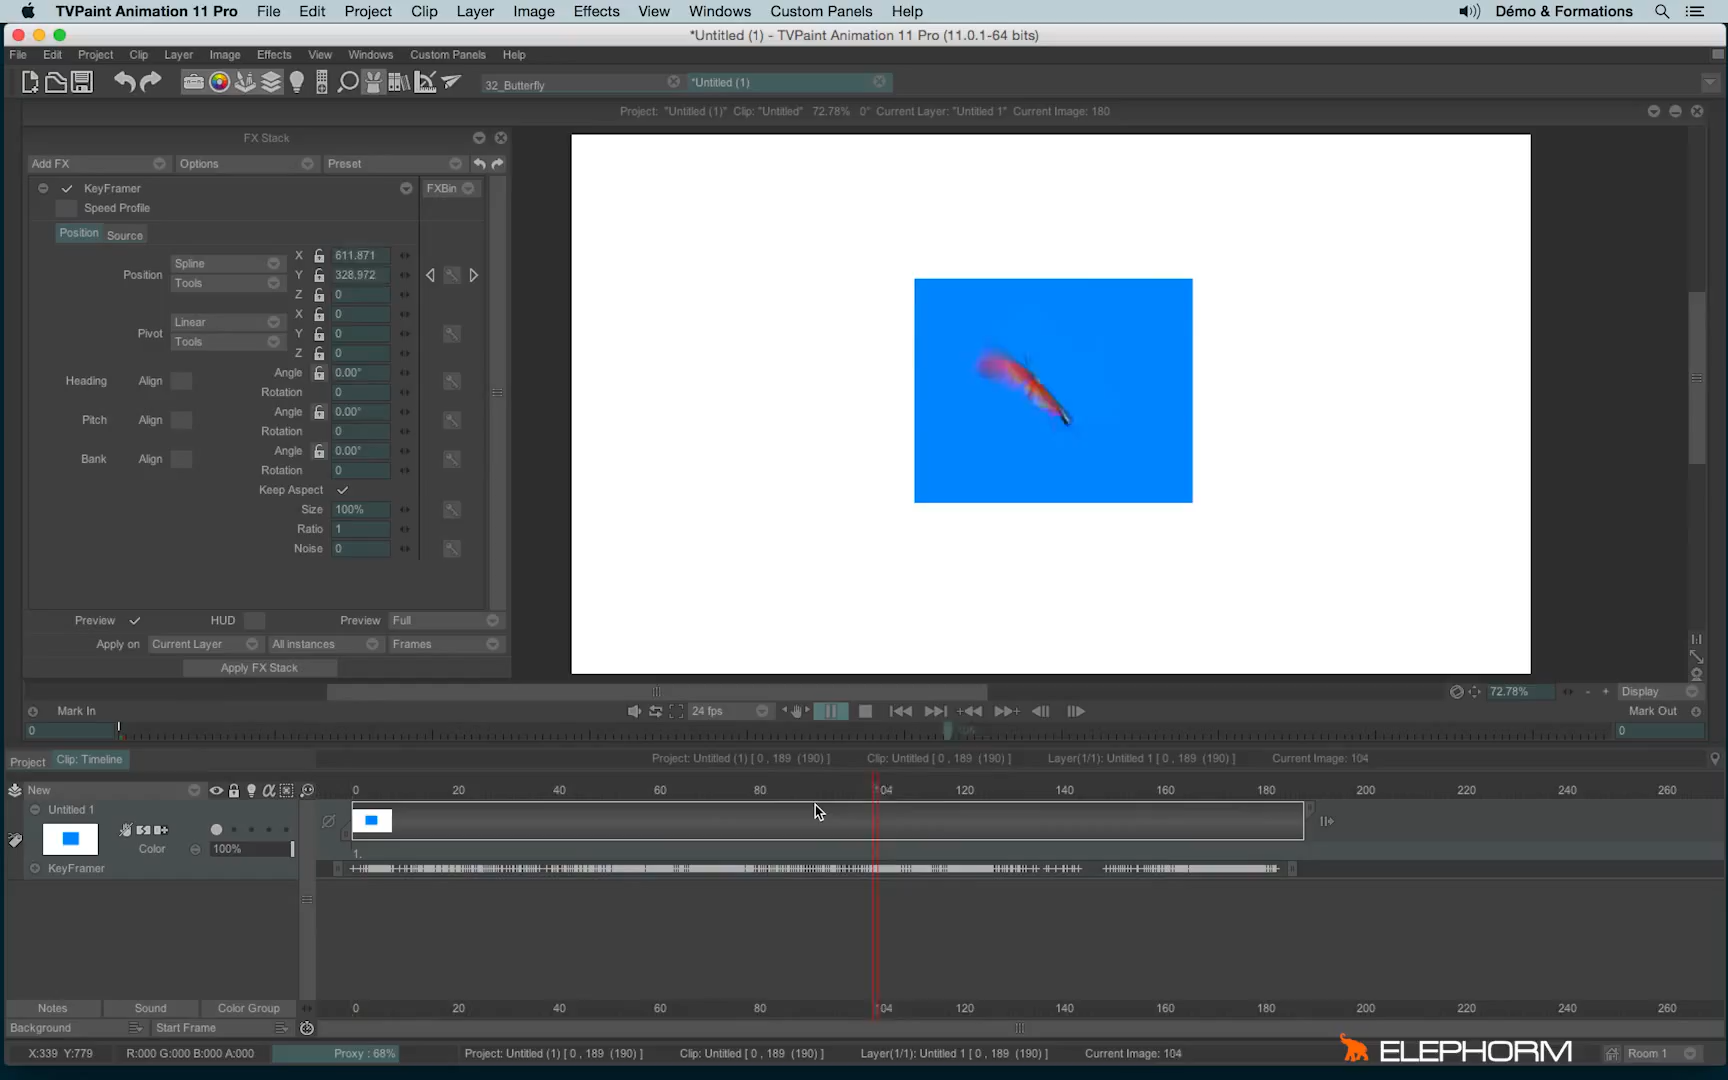 TVPaint Animation 11 Pro File Edit Project Clip Layer Image Effects View Windows Custom Panels Help Démo & Formations
*Untitled (1) - TVPaint Animation 11 Pro (11.0.1-64 bits)
File Edit Project Clip Layer Image Effects View Windows Custom Panels Help
32_Butterfly *Untitled (1)
Project: "Untitled (1)" Clip: "Untitled" 72.78% 0° Current Layer: "Untitled 1" Current Image: 180
FX Stack
Add FX Options Preset
KeyFramer FXBin
Speed Profile
Position Source
X 611.871
Spline
Position Y 328.972
Tools
Z 0
X 0
Linear
Pivot Y 0
Tools
Z 0
Angle 0.00°
Heading Align
Rotation 0
Angle 0.00°
Pitch Align
Rotation 0
Angle 0.00°
Bank Align
Rotation 0
Keep Aspect
Size 100%
Ratio 1
Noise 0
Preview HUD Preview Full
Apply on Current Layer All instances Frames
Apply FX Stack
1:1
72.78% - + Display
Mark In 24 fps Mark Out
0 0
Project Clip: Timeline Project: Untitled (1) [ 0 , 189 (190) ] Clip: Untitled [ 0 , 189 (190) ] Layer(1/1): Untitled 1 [ 0 , 189 (190) ] Current Image: 104
New 0 20 40 60 80 104 120 140 160 180 200 220 240 260
Untitled 1
Color 100%
1.
KeyFramer
Notes Sound Color Group 0 20 40 60 80 104 120 140 160 180 200 220 240 260
Background Start Frame
X:339 Y:779 R:000 G:000 B:000 A:000 Proxy : 68% Project: Untitled (1) [ 0 , 189 (190) ] Clip: Untitled [ 0 , 189 (190) ] Layer(1/1): Untitled 1 [ 0 , 189 (190) ] Current Image: 104 ELEPHORM Room 1